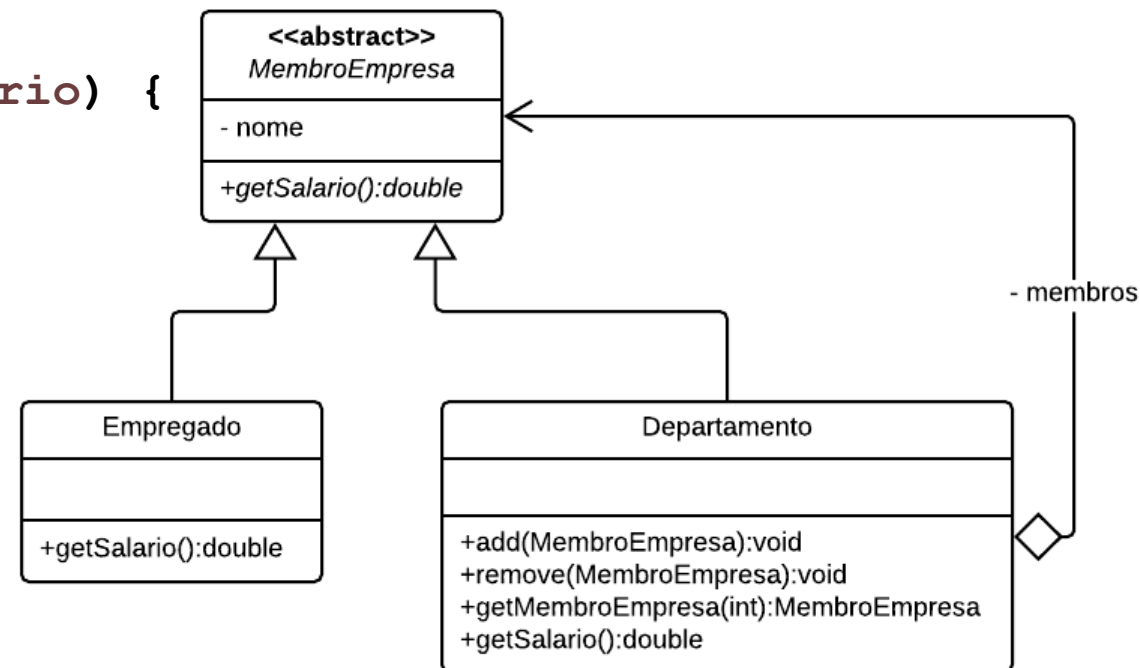 <<abstract>>
MembroEmpresa
rio) {
- nome
+getSalario():double
- membros
Empregado
+getSalario():double
Departamento
+add(MembroEmpresa):void
+remove(MembroEmpresa):void
+getMembroEmpresa(int):MembroEmpresa
+getSalario():double